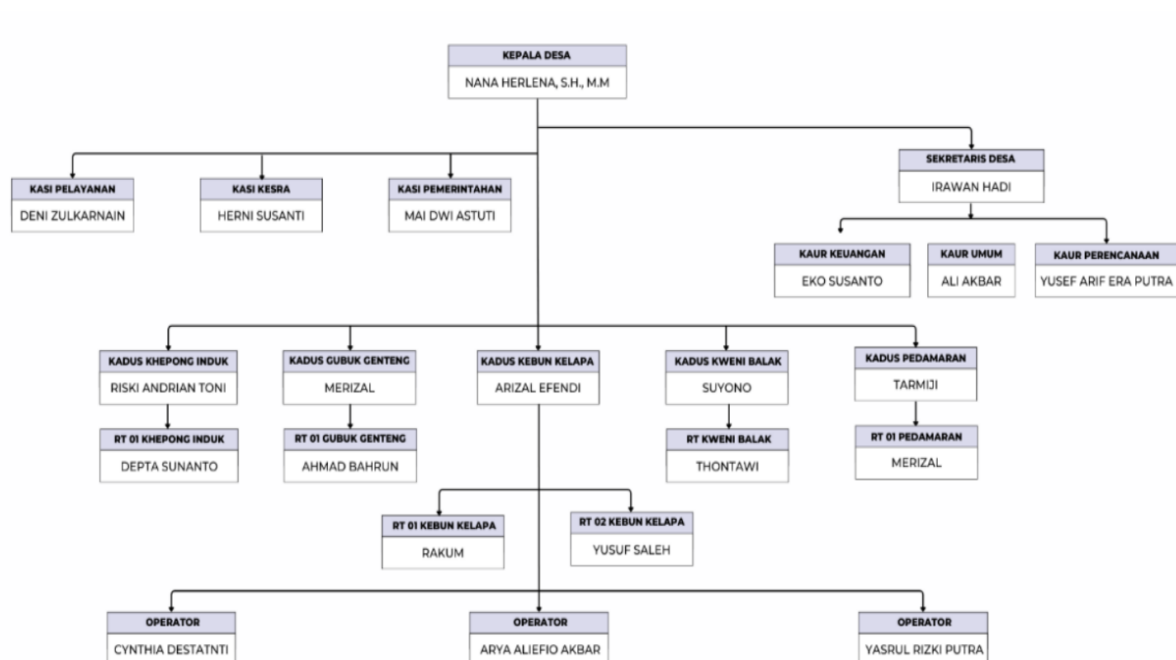 KEPALA DESA
NANA HERLENA, S.H., M.M
SEKRETARIS DESA
IRAWAN HADI
KASI PELAYANAN
DENI ZULKARNAIN
KASI KESRA
HERNI SUSANTI
KASI PEMERINTAHAN
MAI DWI ASTUTI
KAUR KEUANGAN
EKO SUSANTO
KAUR UMUM
ALI AKBAR
KAUR PERENCANAAN
YUSEF ARIF ERA PUTRA
KADUS KHEPONG INDUK
RISKI ANDRIAN TONI
KADUS GUBUK GENTENG
MERIZAL
KADUS KEBUN KELAPA
ARIZAL EFENDI
KADUS KWENI BALAK
SUYONO
KADUS PEDAMARAN
TARMIJI
RT 01 KHEPONG INDUK
DEPTA SUNANTO
RT 01 GUBUK GENTENG
AHMAD BAHRUN
RT KWENI BALAK
THONTAWI
RT 01 PEDAMARAN
MERIZAL
RT 01 KEBUN KELAPA
RAKUM
RT 02 KEBUN KELAPA
YUSUF SALEH
OPERATOR
CYNTHIA DESTATNTI
OPERATOR
ARYA ALIEFIO AKBAR
OPERATOR
YASRUL RIZKI PUTRA